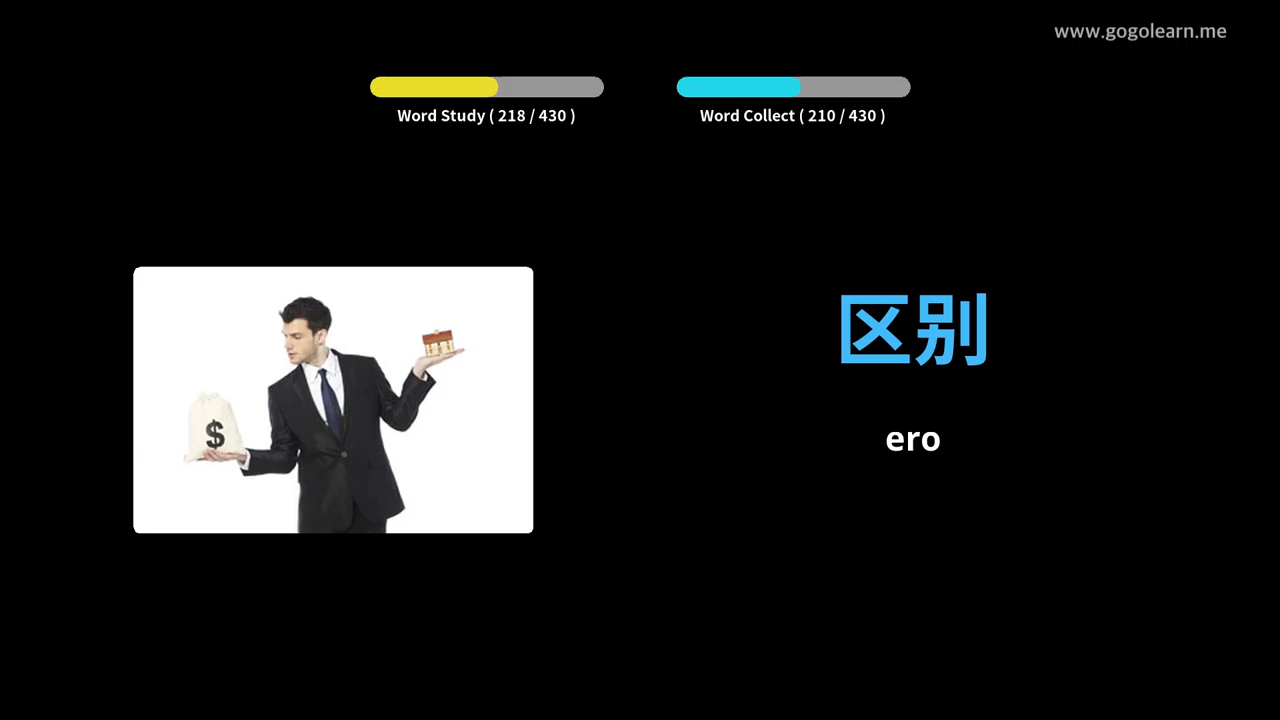 www.gogolearn.me
Word Study ( 218 / 430 )
Word Collect ( 210 / 430 )
$
区别
ero